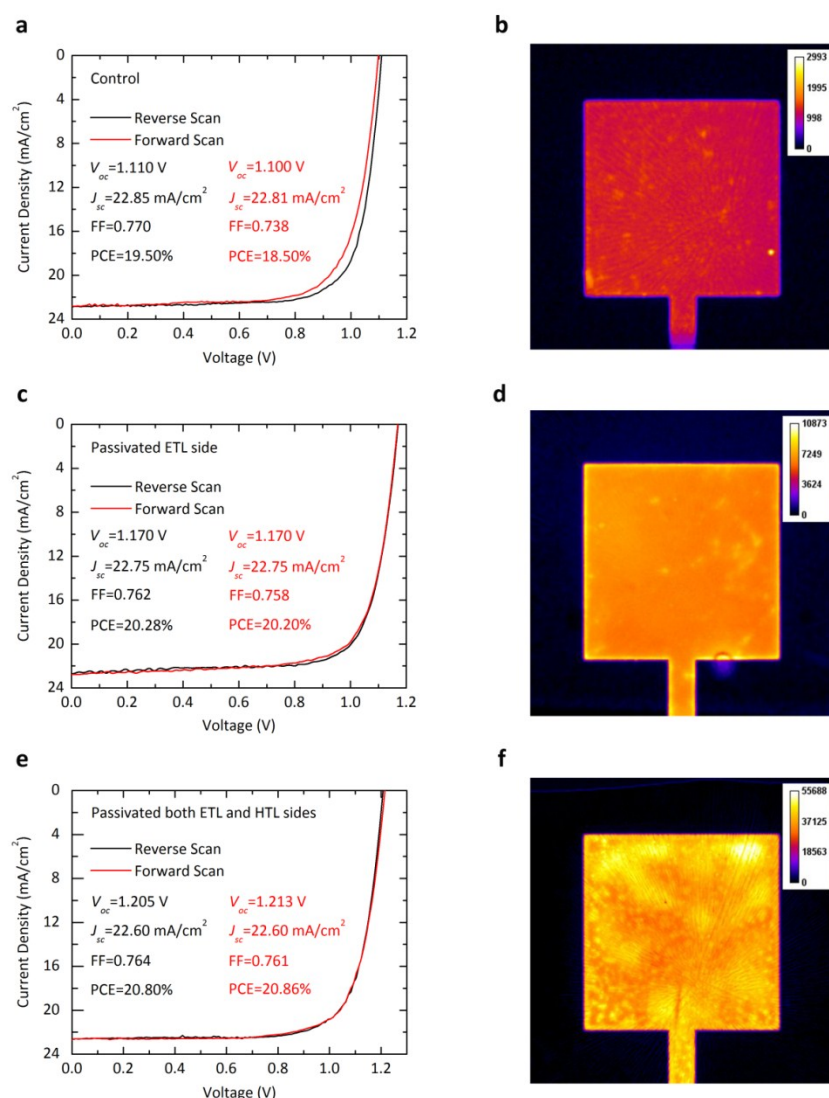 a
Control
Reverse Scan
Forward Scan
Voc=1.110 V Voc=1.100 V
Jsc=22.85 mA/cm2 Jsc=22.81 mA/cm2
FF=0.770 FF=0.738
PCE=19.50% PCE=18.50%
Current Density (mA/cm2)
0
4
8
12
16
20
24
0.0 0.2 0.4 0.6 0.8 1.0 1.2
Voltage (V)
b
2993
1995
998
0
c
Passivated ETL side
Reverse Scan
Forward Scan
Voc=1.170 V Voc=1.170 V
Jsc=22.75 mA/cm2 Jsc=22.75 mA/cm2
FF=0.762 FF=0.758
PCE=20.28% PCE=20.20%
Current Density (mA/cm2)
0
4
8
12
16
20
24
0.0 0.2 0.4 0.6 0.8 1.0 1.2
Voltage (V)
d
10873
7249
3624
0
e
Passivated both ETL and HTL sides
Reverse Scan
Forward Scan
Voc=1.205 V Voc=1.213 V
Jsc=22.60 mA/cm2 Jsc=22.60 mA/cm2
FF=0.764 FF=0.761
PCE=20.80% PCE=20.86%
Current Density (mA/cm2)
0
4
8
12
16
20
24
0.0 0.2 0.4 0.6 0.8 1.0 1.2
Voltage (V)
f
55688
37125
18563
0